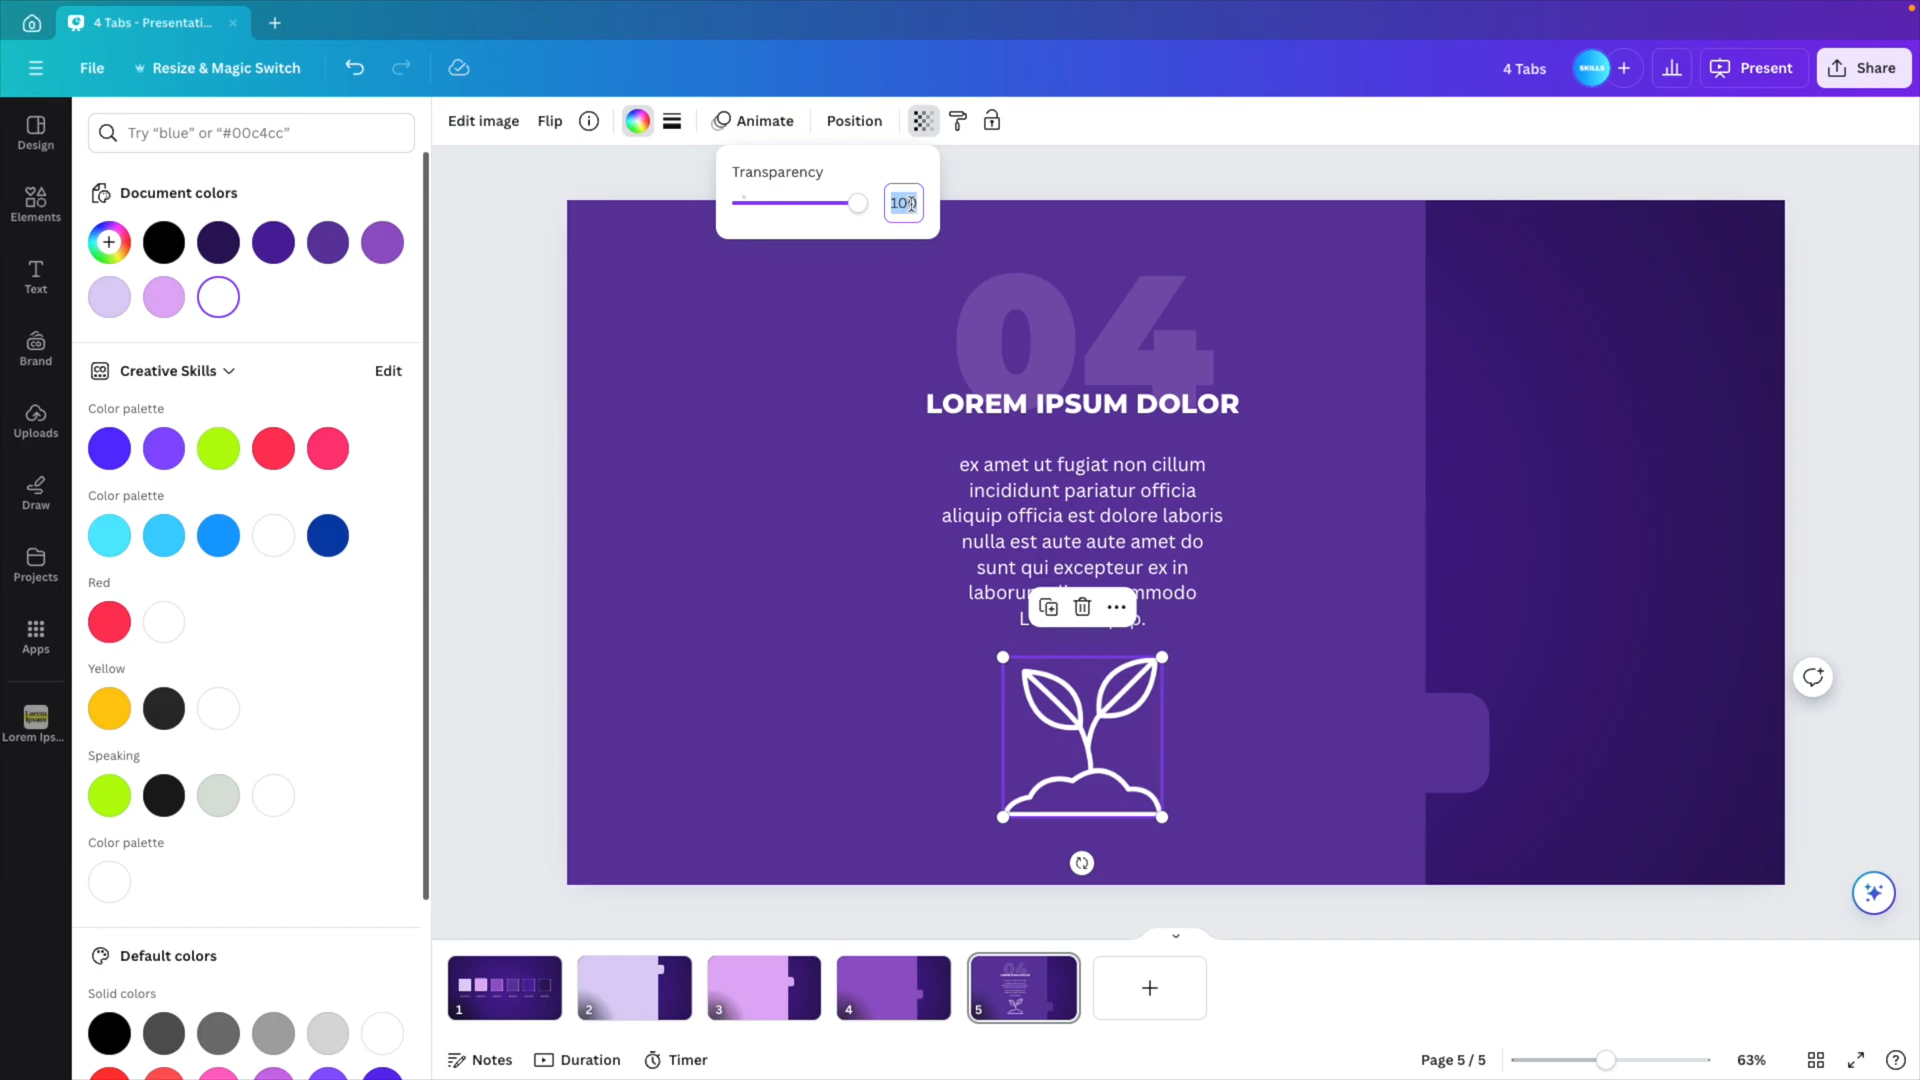 4 Tabs - Presentati...
File
Resize & Magic Switch
4 Tabs
SKILLS
Present
Share
Design
Elements
Text
Brand
Uploads
Draw
Projects
Apps
Lorem Ips...
Try “blue” or “#00c4cc”
Document colors
Creative Skills
Edit
Color palette
Color palette
Red
Yellow
Speaking
Color palette
Default colors
Solid colors
Edit image
Flip
Animate
Position
Transparency
100
04
LOREM IPSUM DOLOR
ex amet ut fugiat non cillum
incididunt pariatur officia
aliquip officia est dolore laboris
nulla est aute aute amet do
sunt qui excepteur ex in
1
2
3
4
5
Notes
Duration
Timer
Page 5 / 5
63%